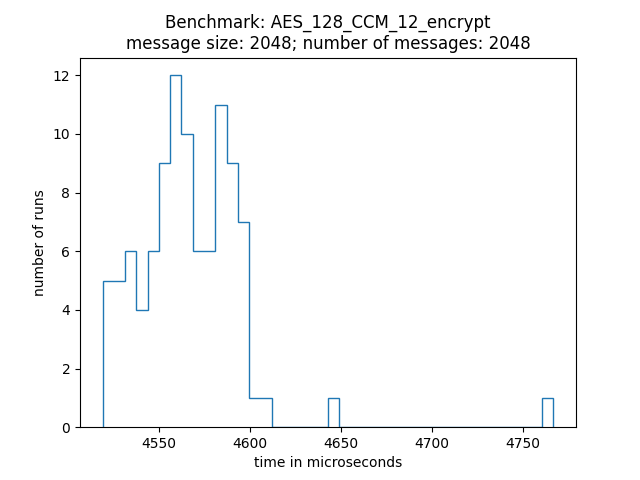 Benchmark: AES_128_CCM_12_encrypt
message size: 2048; number of messages: 2048
12
10
8
6
4
2
0
number of runs
4550 4600 4650 4700 4750
time in microseconds